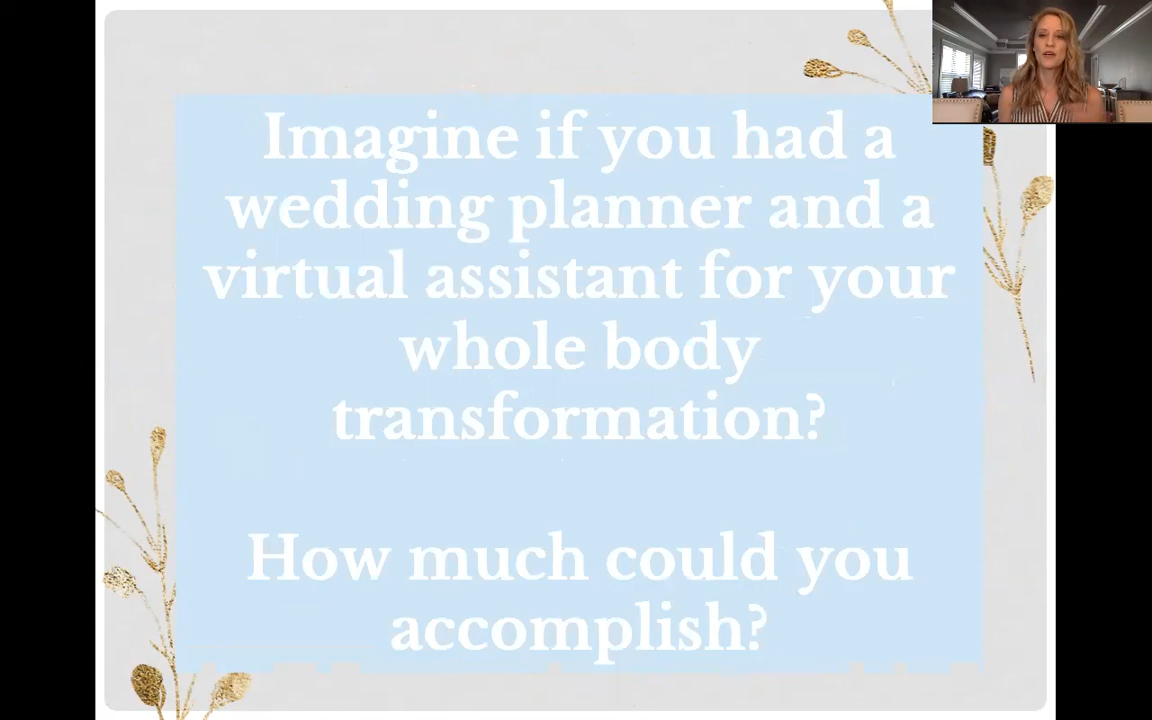 Imagine if you had a
wedding planner and a
virtual assistant for your
whole body
transformation?
How much could you
accomplish?